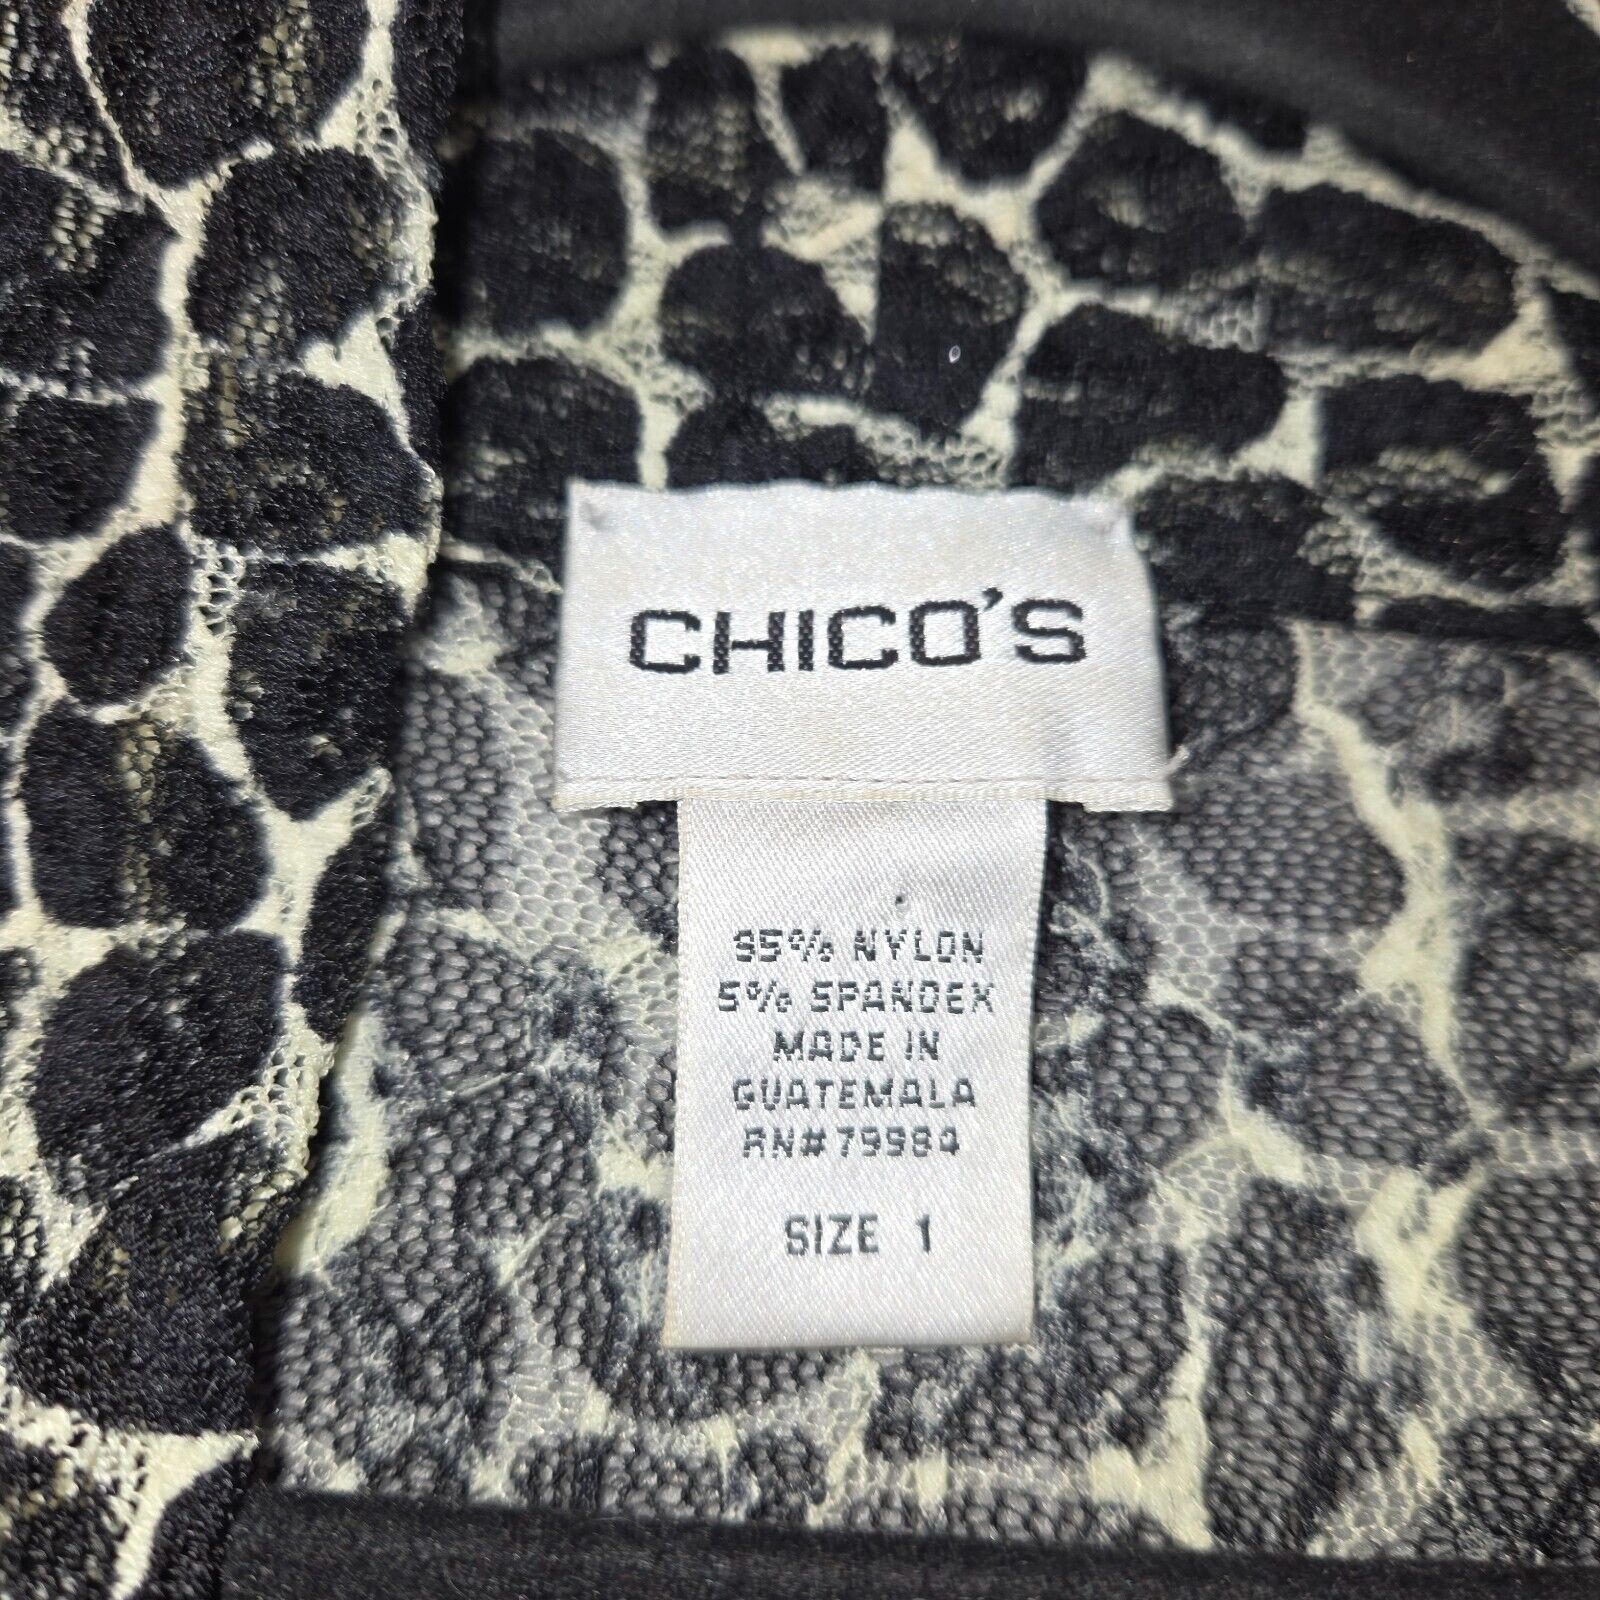 CHICO'S
95% NYLON
5% SPANDEX
MADE IN
GUATEMALA
RN#79984
SIZE 1